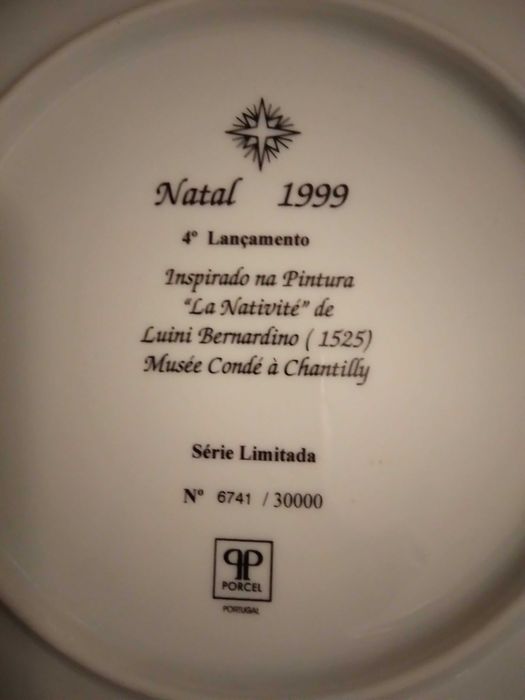 Natal 1999
4º Lançamento
Inspirado na Pintura
"La Nativité" de
Luini Bernardino ( 1525)
Musée Condé à Chantilly
Série Limitada
Nº 6741 / 30000
PORCEL
PORTUGAL